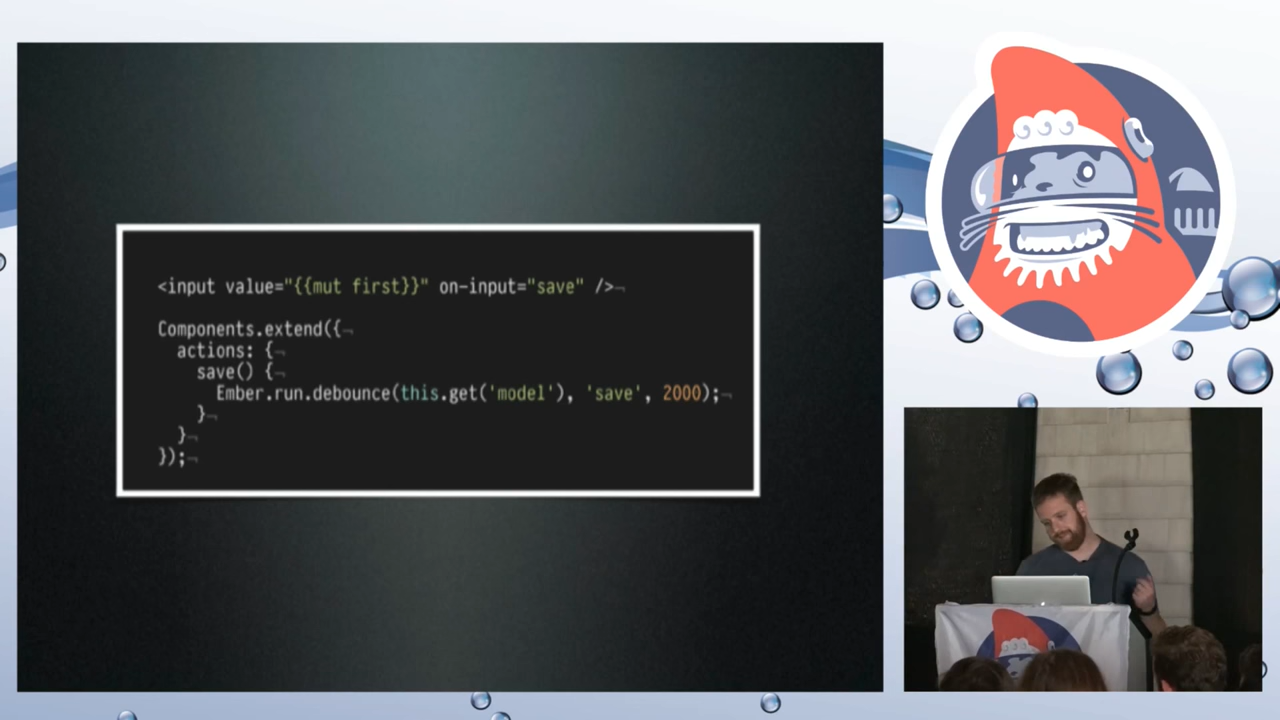 <input value="{{mut first}}" on-input="save" />¬
Components.extend({¬
  actions: {¬
    save() {¬
      Ember.run.debounce(this.get('model'), 'save', 2000);¬
    }¬
  }¬
});¬